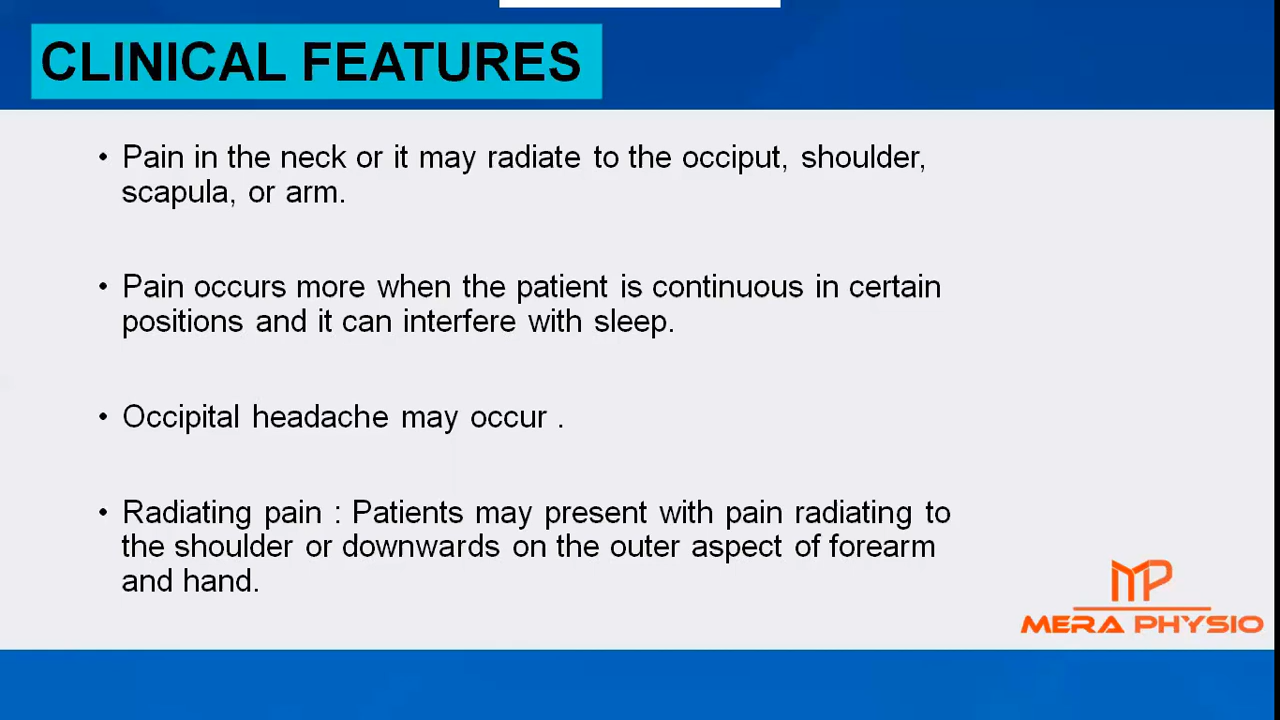 CLINICAL FEATURES
• Pain in the neck or it may radiate to the occiput, shoulder,
scapula, or arm.
• Pain occurs more when the patient is continuous in certain
positions and it can interfere with sleep.
• Occipital headache may occur .
• Radiating pain : Patients may present with pain radiating to
the shoulder or downwards on the outer aspect of forearm
and hand.
MP
MERA PHYSIO